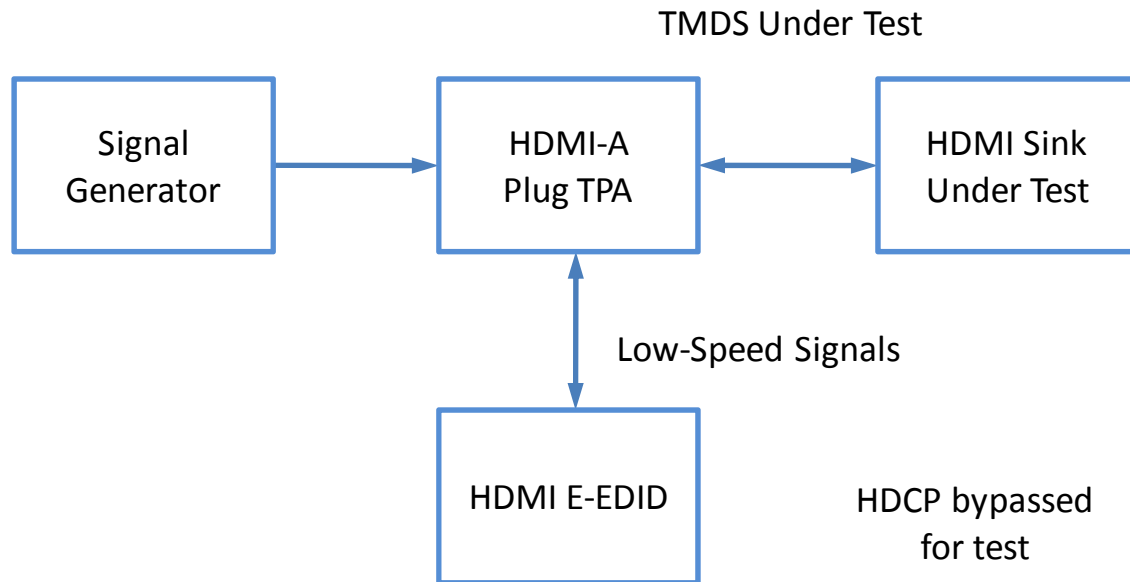 TMDS Under Test
Signal
Generator
HDMI-A
Plug TPA
HDMI Sink
Under Test
Low-Speed Signals
HDMI E-EDID
HDCP bypassed
for test